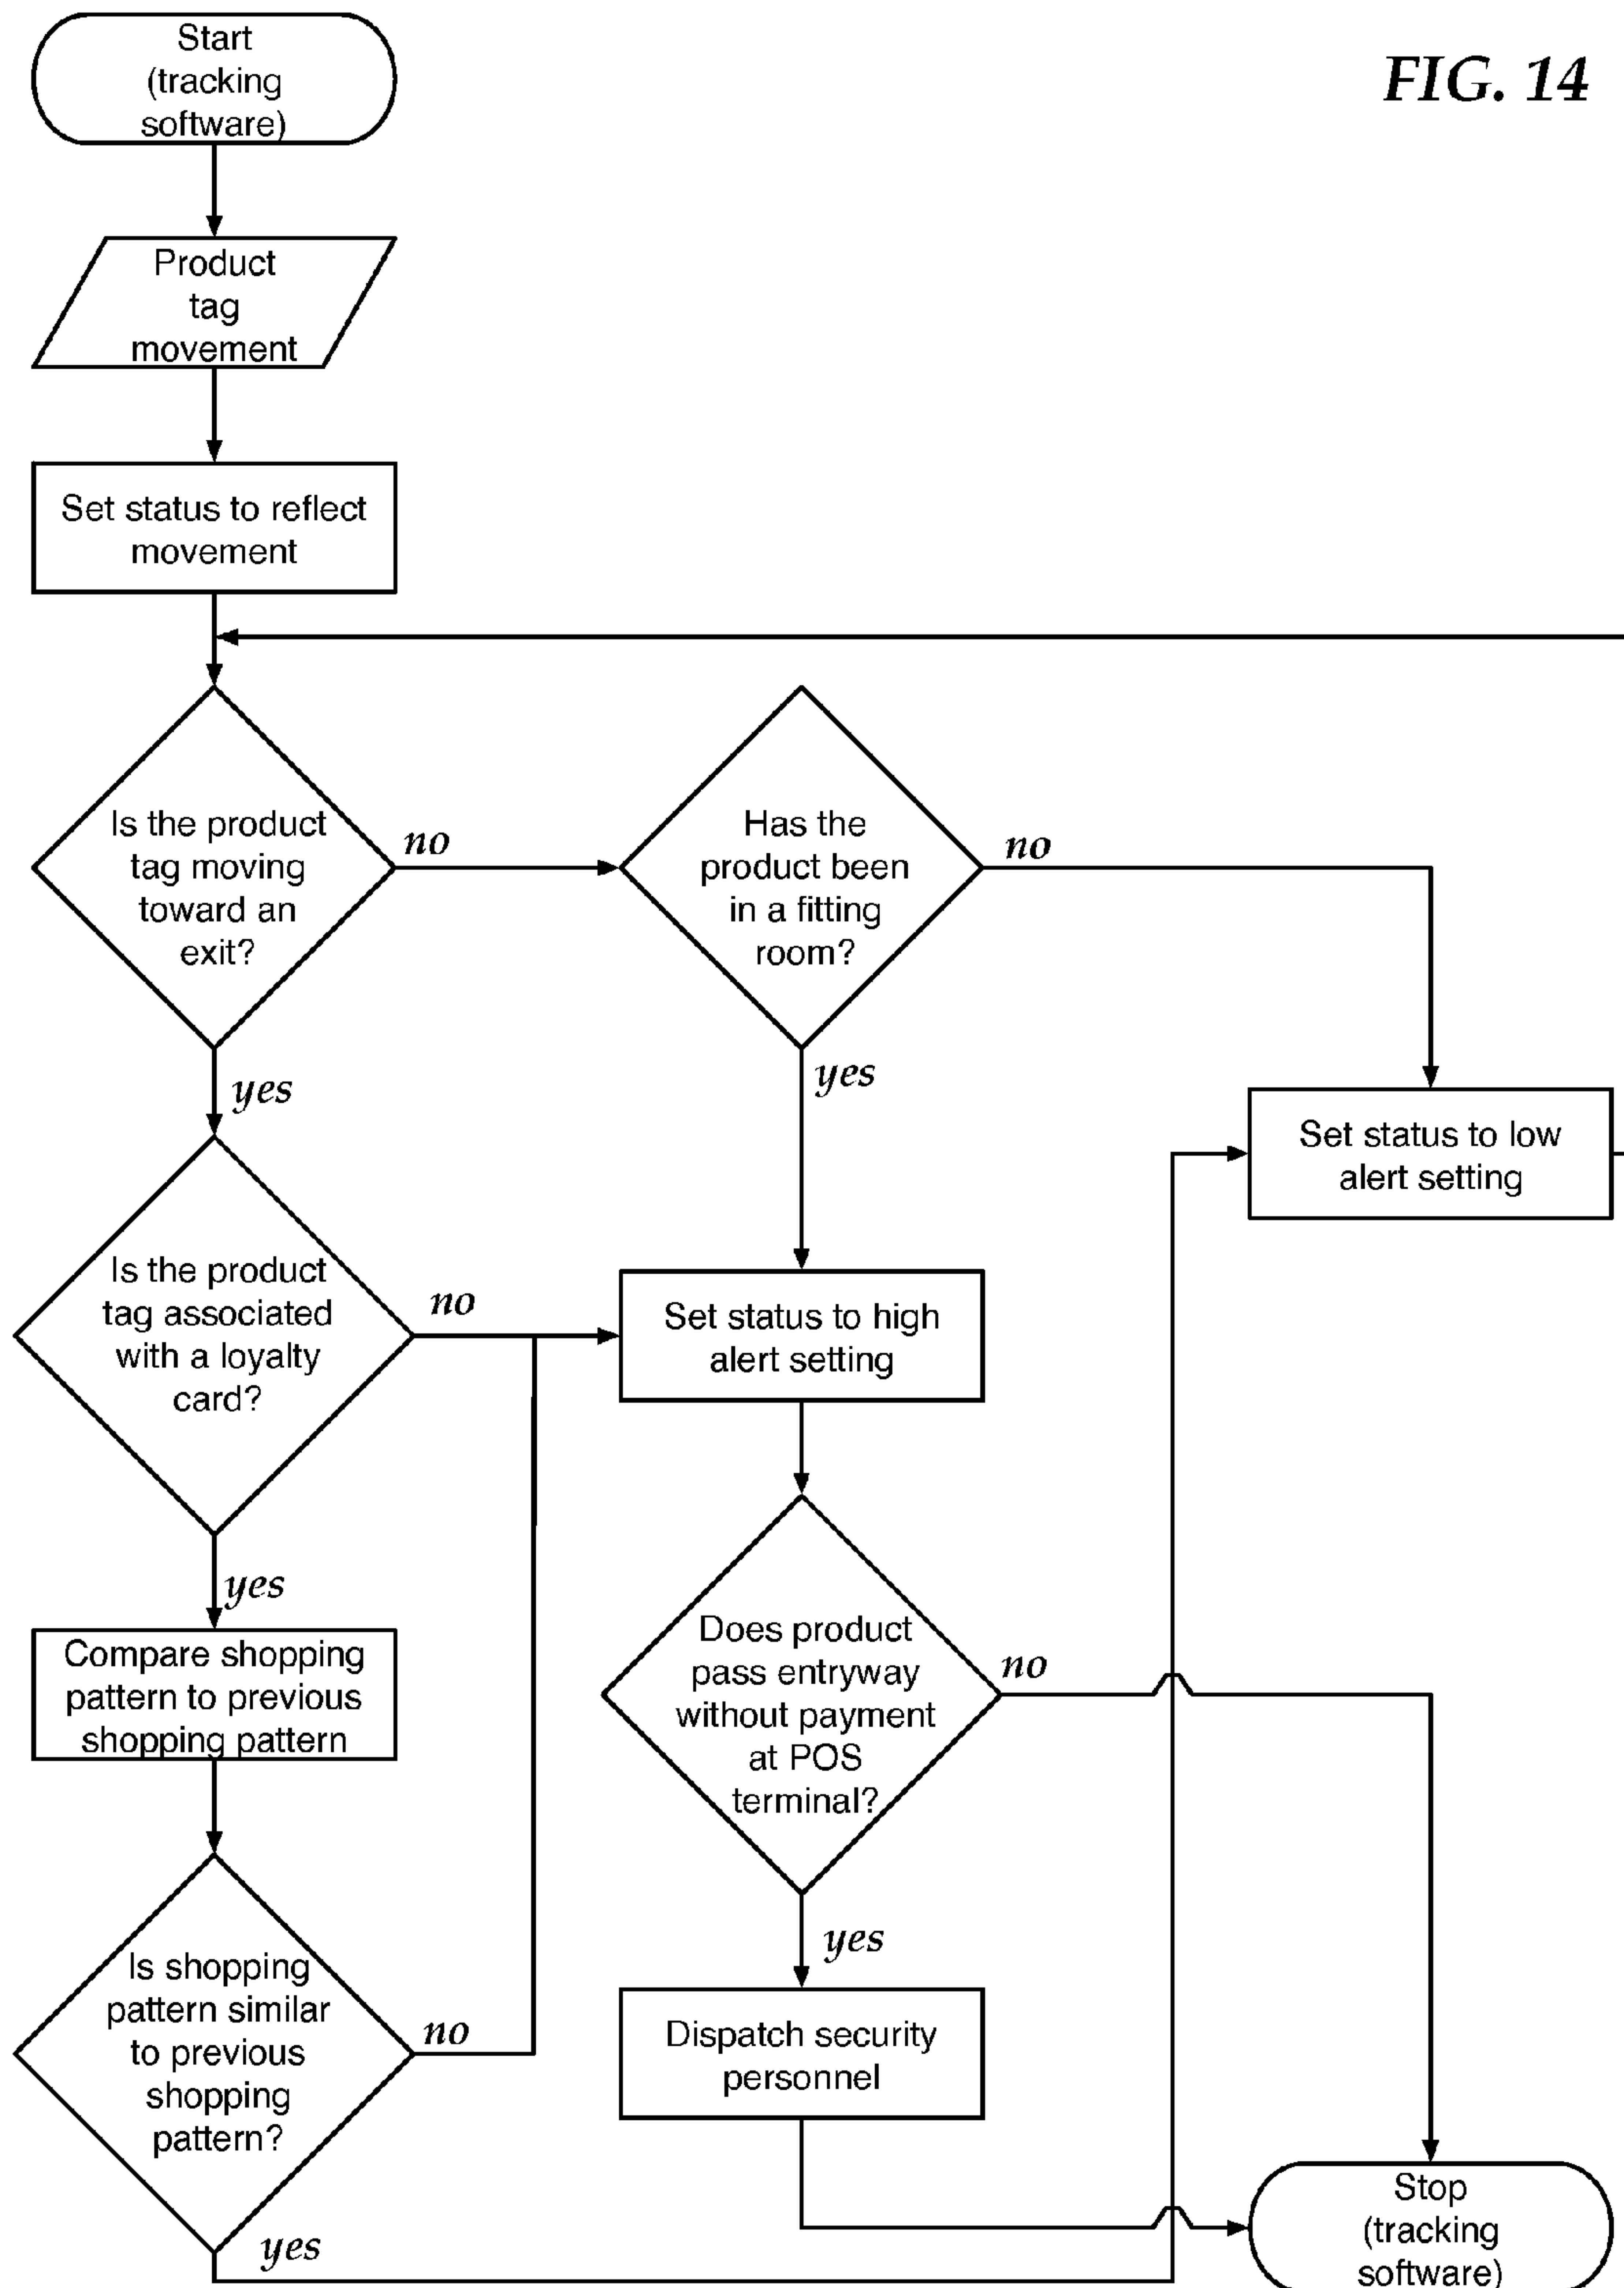 FIG. 14
Start
(tracking
software)
Product
tag
movement
Set status to reflect
movement
Is the product
tag moving
toward an
exit?
no
Has the
product been
in a fitting
room?
no
yes
yes
Set status to low
alert setting
Is the product
tag associated
with a loyalty
card?
no
Set status to high
alert setting
yes
Compare shopping
pattern to previous
shopping pattern
Does product
pass entryway
without payment
at POS
terminal?
no
yes
Is shopping
pattern similar
to previous
shopping
pattern?
no
Dispatch security
personnel
yes
Stop
(tracking
software)